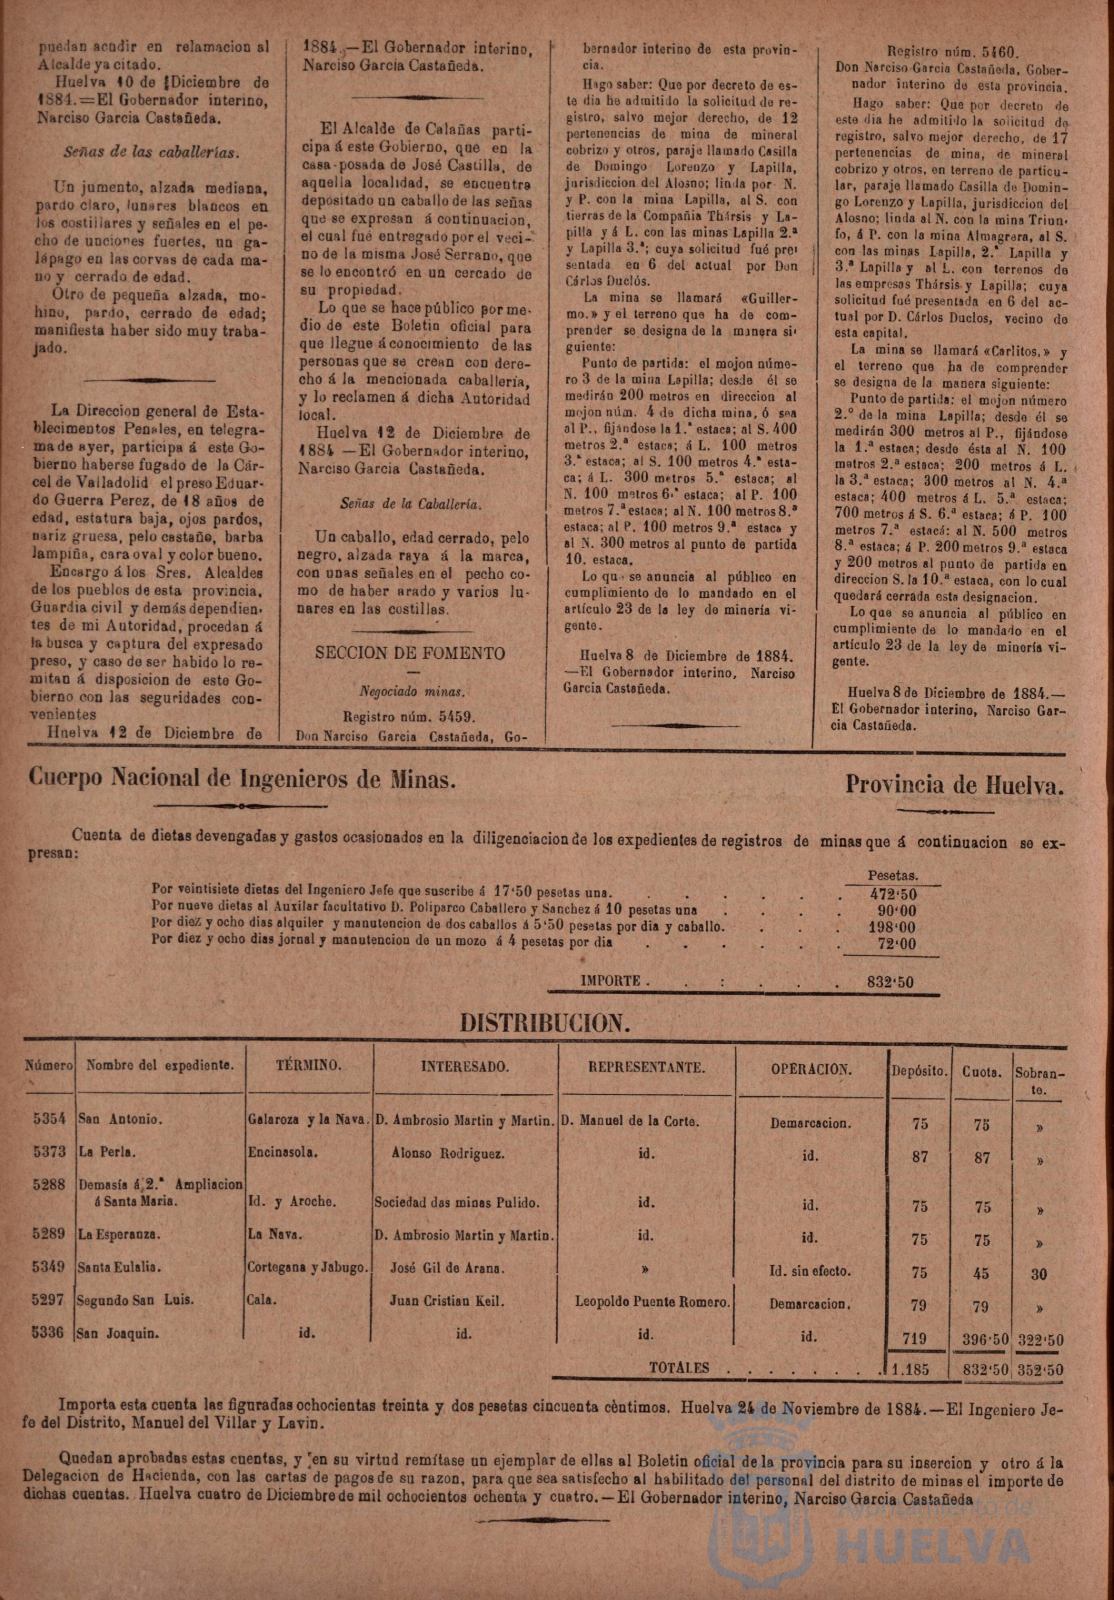 puedan acudir en relamacion al
Alcalde ya citado.
Huelva 10 de Diciembre de
1884.=El Gobernador interino,
Narciso Garcia Castañeda.
Señas de las caballerías.
Un jumento, alzada mediana,
pardo claro, lunares blancos en
los costillares y señales en el pe-
cho de unciones fuertes, un ga-
lápago en las corvas de cada ma-
no y cerrado de edad.
Otro de pequeña alzada, mo-
hino, pardo, cerrado de edad;
manifiesta haber sido muy traba-
jado.
La Direccion general de Esta-
blecimentos Penales, en telegra-
ma de ayer, participa á este Go-
bierno haberse fugado de la Cár-
cel de Valladolid el preso Eduar-
do Guerra Perez, de 18 años de
edad, estatura baja, ojos pardos,
nariz gruesa, pelo castaño, barba
lampiña, cara oval y color bueno.
Encargo á los Sres. Alcaldes
de los pueblos de esta provincia,
Guardia civil y demás dependien-
tes de mi Autoridad, procedan á
la busca y captura del expresado
preso, y caso de ser habido lo re-
mitan á disposicion de este Go-
bierno con las seguridades con-
venientes
Huelva 12 de Diciembre de
1884.—El Gobernador interino,
Narciso Garcia Castañeda.
El Alcalde de Calañas parti-
cipa á este Gobierno, que en la
casa-posada de José Castilla, de
aquella localidad, se encuentra
depositado un caballo de las señas
que se expresan á continuacion,
el cual fué entregado por el veci-
no de la misma José Serrano, que
se lo encontró en un cercado de
su propiedad.
Lo que se hace público por me-
dio de este Boletin oficial para
que llegue á conocimiento de las
personas que se crean con dere-
cho á la mencionada caballería,
y lo reclamen á dicha Autoridad
local.
Huelva 12 de Diciembre de
1884 —El Gobernador interino,
Narciso Garcia Castañeda.
Señas de la Caballería.
Un caballo, edad cerrado, pelo
negro, alzada raya á la marca,
con unas señales en el pecho co-
mo de haber arado y varios lu-
nares en las costillas.
SECCION DE FOMENTO
Negociado minas.
Registro núm. 5459.
Don Narciso Garcia Castañeda, Go-
bernador interino de esta provin-
cia.
Hago saber: Que por decreto de es-
te dia he admitido la solicitud de re-
gistro, salvo mejor derecho, de 12
pertenencias de mina de mineral
cobrizo y otros, paraje llamado Casilla
de Domingo Lorenzo y Lapilla,
jurisdiccion del Alosno; linda por N.
y P. con la mina Lapilla, al S. con
tierras de la Compañia Thársis y La-
pilla y á L. con las minas Lapilla 2.ª
y Lapilla 3.ª; cuya solicitud fué pre-
sentada en 6 del actual por Don
Cárlos Duclós.
La mina se llamará «Guiller-
mo.» y el terreno que ha de com-
prender se designa de la manera si-
guiente:
Punto de partida: el mojon núme-
ro 3 de la mina Lapilla; desde él se
medirán 200 metros en direccion al
mojon núm. 4 de dicha mina, ó sea
al P., fijándose la 1.ª estaca; al S. 400
metros 2.ª estaca; á L. 100 metros
3.ª estaca; al S. 100 metros 4.ª esta-
ca; á L. 300 metros 5.ª estaca; al
N. 100 metros 6.ª estaca; al P. 100
metros 7.ª estaca; al N. 100 metros 8.ª
estaca; al P. 100 metros 9.ª estaca y
al N. 300 metros al punto de partida
10. estaca.
Lo que se anuncia al público en
cumplimiento de lo mandado en el
artículo 23 de la ley de minería vi-
gente.
Huelva 8 de Diciembre de 1884.
—El Gobernador interino, Narciso
Garcia Castañeda.
Registro núm. 5460.
Don Narciso Garcia Castañeda, Gober-
nador interino de esta provincia.
Hago saber: Que por decreto de
este dia he admitido la solicitud de
registro, salvo mejor derecho, de 17
pertenencias de mina, de mineral
cobrizo y otros, en terreno de particu-
lar, paraje llamado Casilla de Domin-
go Lorenzo y Lapilla, jurisdiccion del
Alosno; linda al N. con la mina Triun-
fo, á P. con la mina Almagrera, al S.
con las minas Lapilla, 2.ª Lapilla y
3.ª Lapilla y al L. con terrenos de
las empresas Thársis y Lapilla; cuya
solicitud fué presentada en 6 del ac-
tual por D. Cárlos Duclos, vecino de
esta capital.
La mina se llamará «Carlitos,» y
el terreno que ha de comprender
se designa de la manera siguiente:
Punto de partida: el mojon número
2.º de la mina Lapilla; desde él se
medirán 300 metros al P., fijándose
la 1.ª estaca; desde ésta al N. 100
metros 2.ª estaca; 200 metros á L.
la 3.ª estaca; 300 metros al N. 4.ª
estaca; 400 metros á L. 5.ª estaca;
700 metros á S. 6.ª estaca; á P. 100
metros 7.ª estacá: al N. 500 metros
8.ª estaca; á P. 200 metros 9.ª estaca
y 200 metros al punto de partida en
direccion S. la 10.ª estaca, con lo cual
quedará cerrada esta designacion.
Lo que se anuncia al público en
cumplimiento de lo mandado en el
artículo 23 de la ley de minería vi-
gente.
Huelva 8 de Diciembre de 1884.—
El Gobernador interino, Narciso Gar-
cia Castañeda.
Cuerpo Nacional de Ingenieros de Minas. Provincia de Huelva.
Cuenta de dietas devengadas y gastos ocasionados en la diligenciacion de los expedientes de registros de minas que á continuacion se ex-
presan:
Pesetas.
Por veintisiete dietas del Ingeniero Jefe que suscribe á 17'50 pesetas una. . . . . . . 472'50
Por nueve dietas al Auxilar facultativo D. Poliparco Caballero y Sanchez á 10 pesetas una . . . . 90'00
Por diez y ocho dias alquiler y manutencion de dos caballos á 5'50 pesetas por dia y caballo. . . . 198'00
Por diez y ocho dias jornal y manutencion de un mozo á 4 pesetas por dia . . . . . . 72'00
IMPORTE . . : . . . 832'50
DISTRIBUCION.
Número Nombre del expediente. TÉRMINO. INTERESADO. REPRESENTANTE. OPERACION. Depósito. Cuota. Sobran-
te.
5354 San Antonio. Galaroza y la Nava. D. Ambrosio Martin y Martin. D. Manuel de la Corte. Demarcacion. 75 75 »
5373 La Perla. Encinasola. Alonso Rodriguez. id. id. 87 87 »
5288 Demasía á 2.ª Ampliacion
á Santa Maria. Id. y Aroche. Sociedad das minas Pulido. id. id. 75 75 »
5289 La Esperanza. La Nava. D. Ambrosio Martin y Martin. id. id. 75 75 »
5349 Santa Eulalia. Cortegana y Jabugo. José Gil de Arana. » Id. sin efecto. 75 45 30
5297 Segundo San Luis. Cala. Juan Cristian Keil. Leopoldo Puente Romero. Demarcacion. 79 79 »
5336 San Joaquin. id. id. id. id. 719 396'50 322'50
TOTALES . . . . . . . 1.185 832'50 352'50
Importa esta cuenta las figuradas ochocientas treinta y dos pesetas cincuenta céntimos. Huelva 24 de Noviembre de 1884.—El Ingeniero Je-
fe del Distrito, Manuel del Villar y Lavin.
Quedan aprobadas estas cuentas, y en su virtud remítase un ejemplar de ellas al Boletin oficial de la provincia para su insercion y otro á la
Delegacion de Hacienda, con las cartas de pagos de su razon, para que sea satisfecho al habilitado del personal del distrito de minas el importe de
dichas cuentas. Huelva cuatro de Diciembre de mil ochocientos ochenta y cuatro.—El Gobernador interino, Narciso Garcia Castañeda
Ayuntamiento de
HUELVA